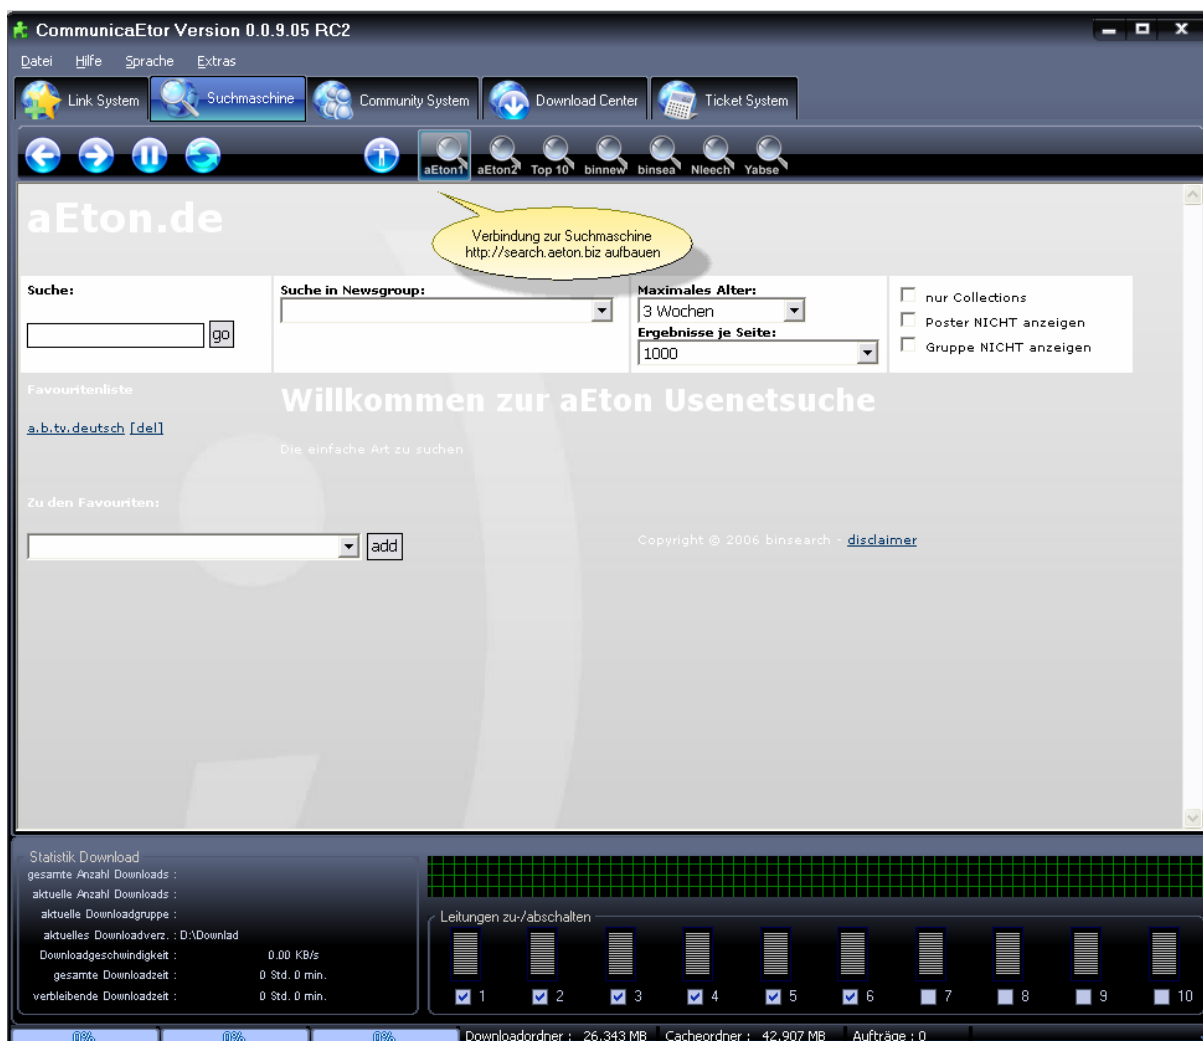 CommunicaEtor Version 0.0.9.05 RC2
Datei Hilfe Sprache Extras
Link System Suchmaschine Community System Download Center Ticket System
aEton1 aEton2 Top 10 binnew binsea Nleech Yabse
aEton.de
Verbindung zur Suchmaschine
http://search.aeton.biz aufbauen
Suche:
go
Suche in Newsgroup:
Maximales Alter:
3 Wochen
Ergebnisse je Seite:
1000
nur Collections
Poster NICHT anzeigen
Gruppe NICHT anzeigen
Favouritenliste
a.b.tv.deutsch [del]
Willkommen zur aEton Usenetsuche
Die einfache Art zu suchen
Zu den Favouriten:
add
Copyright © 2006 binsearch - disclaimer
Statistik Download
gesamte Anzahl Downloads :
aktuelle Anzahl Downloads :
aktuelle Downloadgruppe :
aktuelles Downloadverz. : D:\Downlad
Downloadgeschwindigkeit : 0.00 KB/s
gesamte Downloadzeit : 0 Std. 0 min.
verbleibende Downloadzeit : 0 Std. 0 min.
Leitungen zu-/abschalten
1 2 3 4 5 6 7 8 9 10
0% 0% 0% Downloadordner : 26.343 MB Cacheordner : 42.907 MB Aufträge : 0